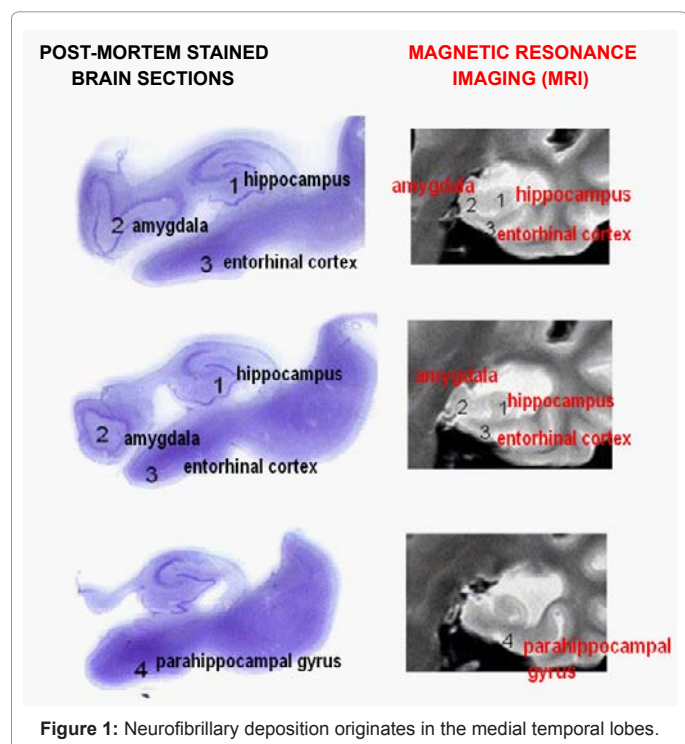 POST-MORTEM STAINED
BRAIN SECTIONS
MAGNETIC RESONANCE
IMAGING (MRI)
1 hippocampus
2 amygdala
3 entorhinal cortex
amygdala
2 1 hippocampus
3 entorhinal cortex
1 hippocampus
2 amygdala
3 entorhinal cortex
amygdala
2 1 hippocampus
3 entorhinal cortex
4 parahippocampal gyrus
4 parahippocampal
gyrus
Figure 1: Neurofibrillary deposition originates in the medial temporal lobes.